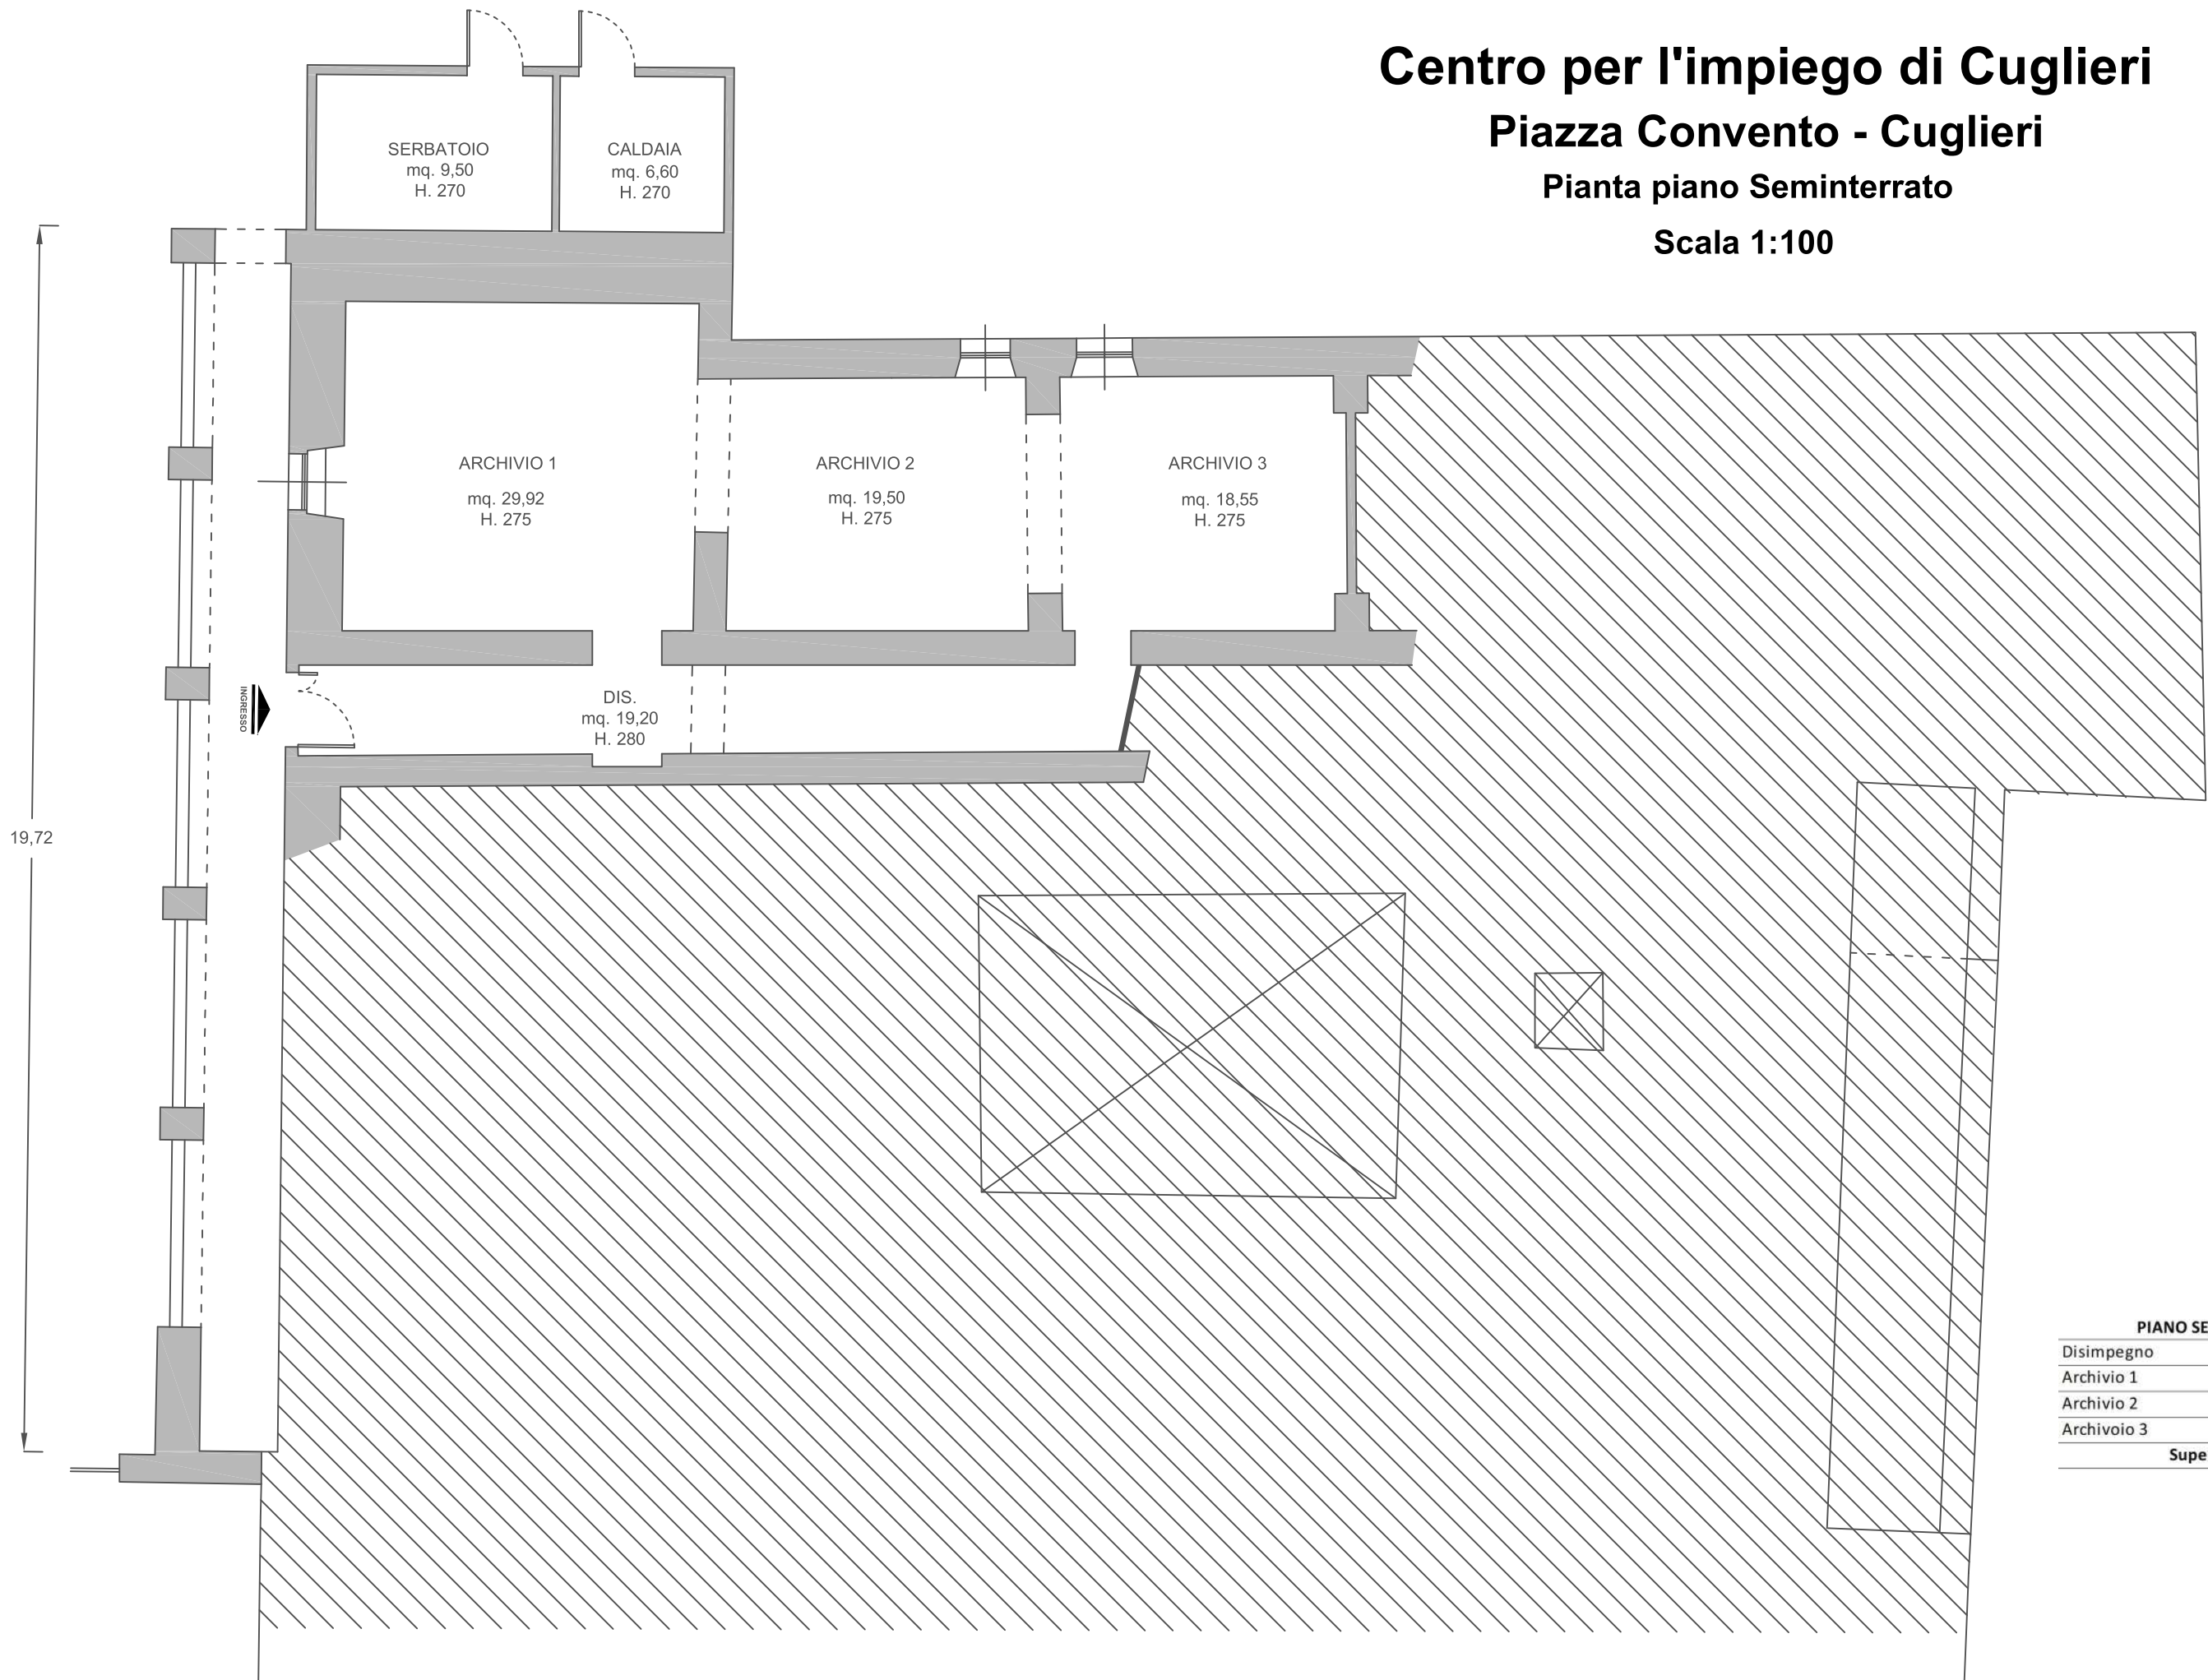 Centro per l'impiego di Cuglieri
Piazza Convento - Cuglieri
Pianta piano Seminterrato
Scala 1:100
SERBATOIO
mq. 9,50
H. 270
CALDAIA
mq. 6,60
H. 270
ARCHIVIO 1
mq. 29,92
H. 275
ARCHIVIO 2
mq. 19,50
H. 275
ARCHIVIO 3
mq. 18,55
H. 275
INGRESSO
DIS.
mq. 19,20
H. 280
19,72
PIANO SE
Disimpegno
Archivio 1
Archivio 2
Archivoio 3
Supe